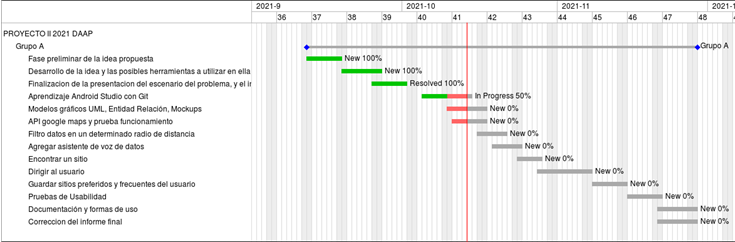 2021-9 2021-10 2021-11 2021-1
36 37 38 39 40 41 42 43 44 45 46 47 48 49
PROYECTO II 2021 DAAP
Grupo A Grupo A
Fase preliminar de la idea propuesta New 100%
Desarrollo de la idea y las posibles herramientas a utilizar en ella New 100%
Finalizacion de la presentacion del escenario del problema, y el ir Resolved 100%
Aprendizaje Android Studio con Git In Progress 50%
Modelos gráficos UML, Entidad Relación, Mockups New 0%
API google maps y prueba funcionamiento New 0%
Filtro datos en un determinado radio de distancia New 0%
Agregar asistente de voz de datos New 0%
Encontrar un sitio New 0%
Dirigir al usuario New 0%
Guardar sitios preferidos y frecuentes del usuario New 0%
Pruebas de Usabilidad New 0%
Documentación y formas de uso New 0%
Correccion del informe final New 0%